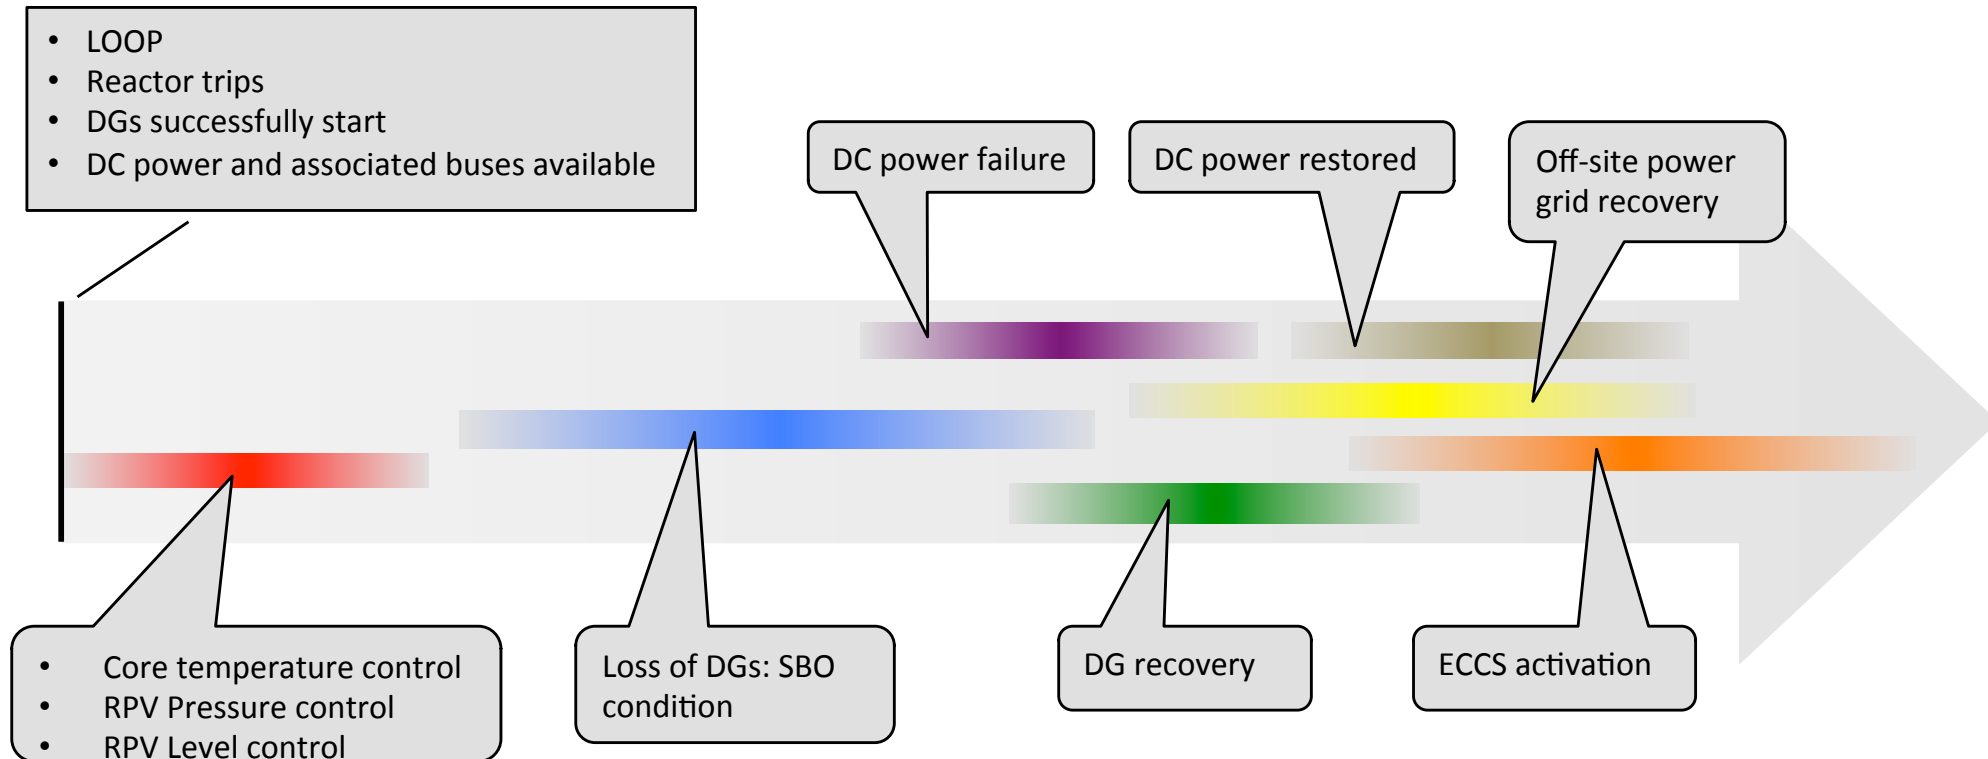 • LOOP
• Reactor trips
• DGs successfully start
• DC power and associated buses available
DC power failure
DC power restored
Off-site power
grid recovery
• Core temperature control
• RPV Pressure control
• RPV Level control
Loss of DGs: SBO
condition
DG recovery
ECCS activation